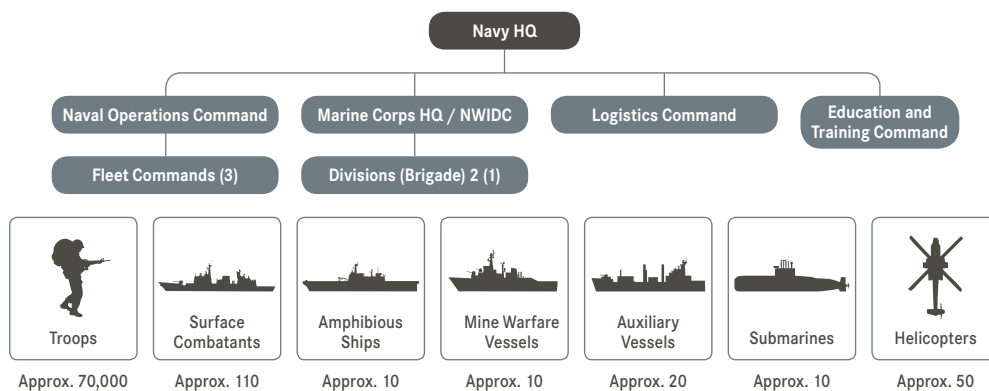 Navy HQ
Naval Operations Command
Marine Corps HQ / NWIDC
Logistics Command
Education and
Training Command
Fleet Commands (3)
Divisions (Brigade) 2 (1)
Troops
Surface
Combatants
Amphibious
Ships
Mine Warfare
Vessels
Auxiliary
Vessels
Submarines
Helicopters
Approx. 70,000
Approx. 110
Approx. 10
Approx. 10
Approx. 20
Approx. 10
Approx. 50